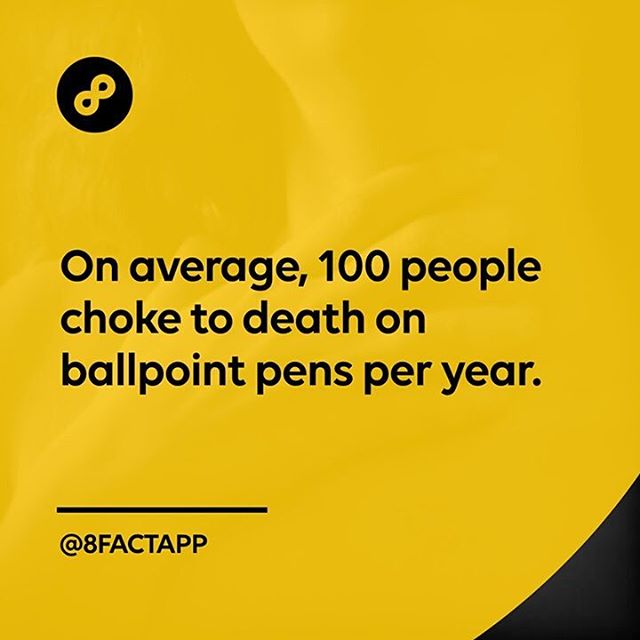 On average, 100 people
choke to death on
ballpoint pens per year.
@8FACTAPP